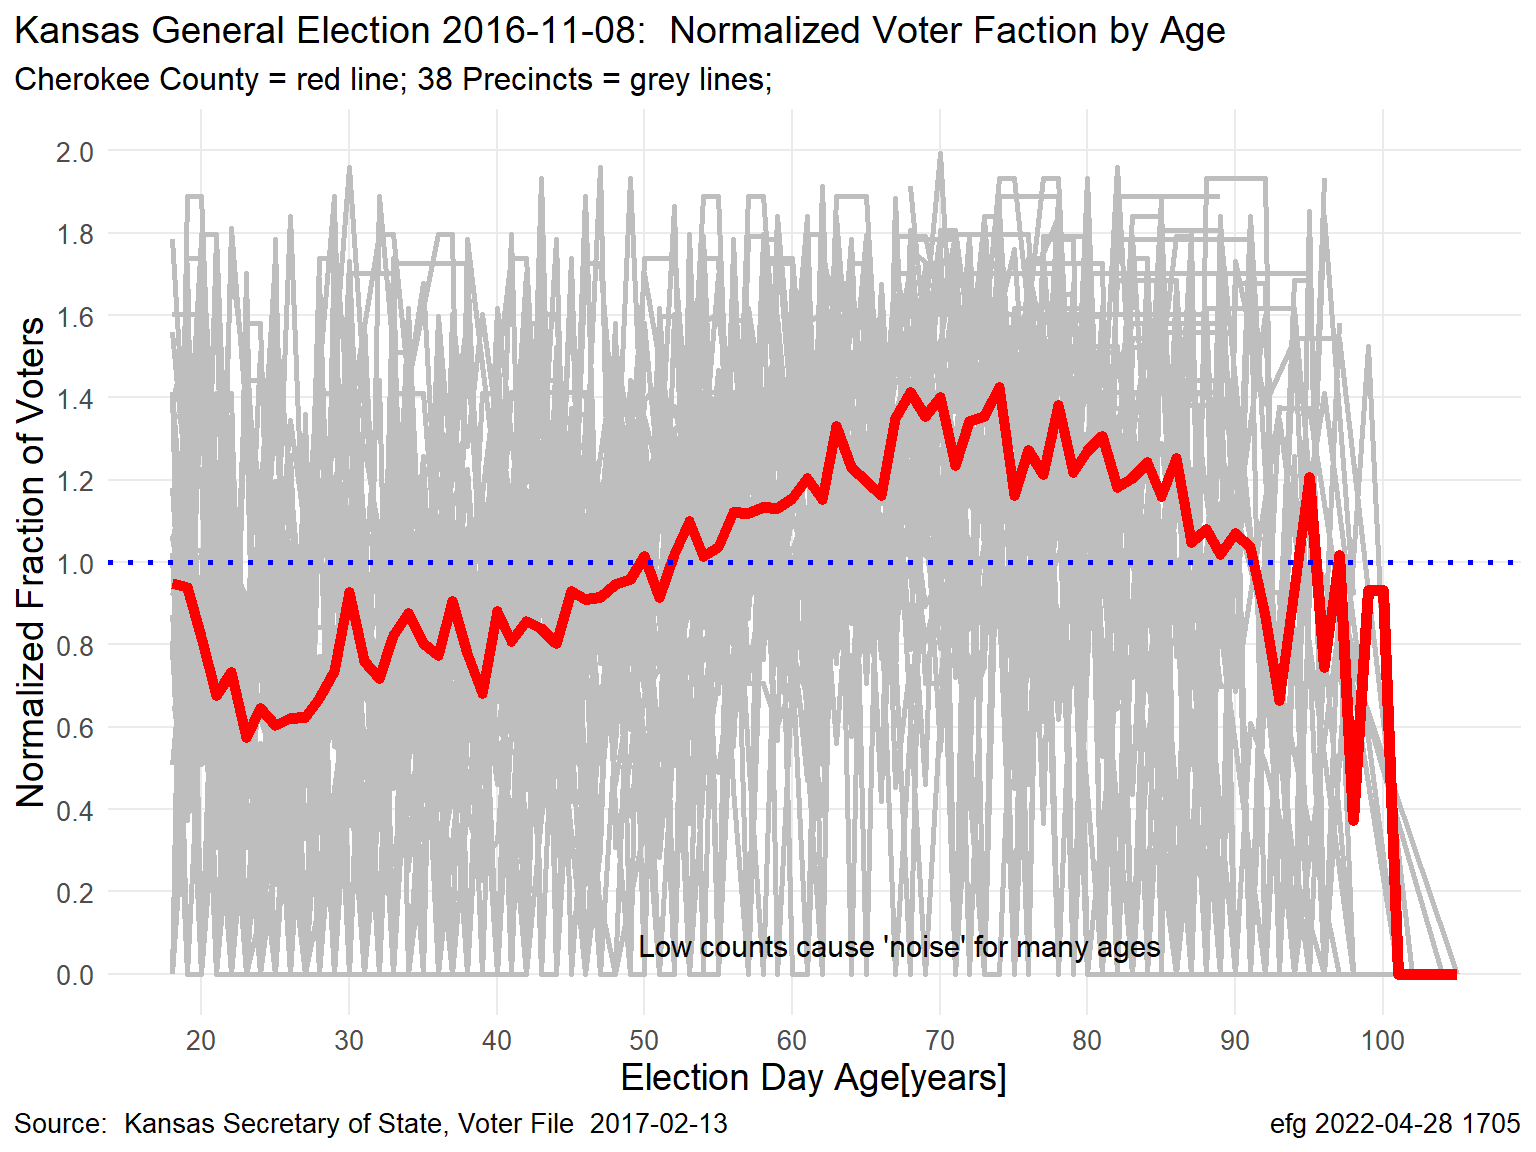 Kansas General Election 2016-11-08:  Normalized Voter Faction by Age
Cherokee County = red line; 38 Precincts = grey lines;
Normalized Fraction of Voters
2.0
1.8
1.6
1.4
1.2
1.0
0.8
0.6
0.4
0.2
0.0
Low counts cause 'noise' for many ages
20 30 40 50 60 70 80 90 100
Election Day Age[years]
Source:  Kansas Secretary of State, Voter File  2017-02-13
efg 2022-04-28 1705